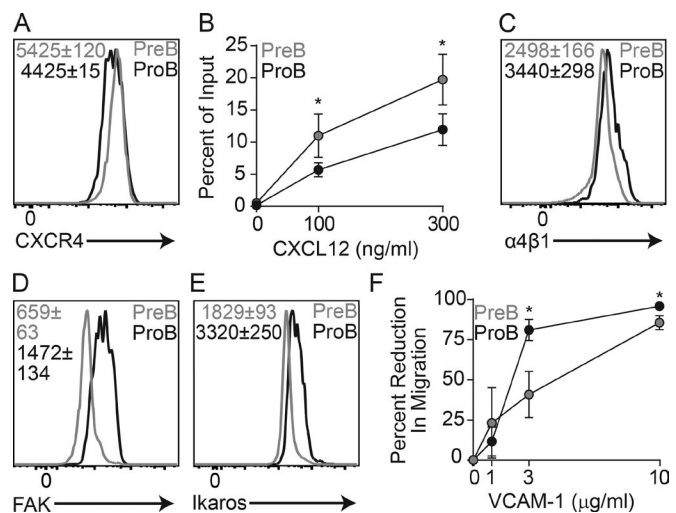 A
5425±120 PreB
4425±15 ProB
0
CXCR4
B
PreB
ProB
Percent of Input
25
20
15
10
5
0
*
*
0 100 300
CXCL12 (ng/ml)
C
2498±166 PreB
3440±298 ProB
0
α4β1
D
659± PreB
63 ProB
1472±
134
0
FAK
E
1829±93 PreB
3320±250 ProB
0
Ikaros
F
PreB
ProB
Percent Reduction
In Migration
100
75
50
25
0
*
*
0 1 3 10
VCAM-1 (µg/ml)